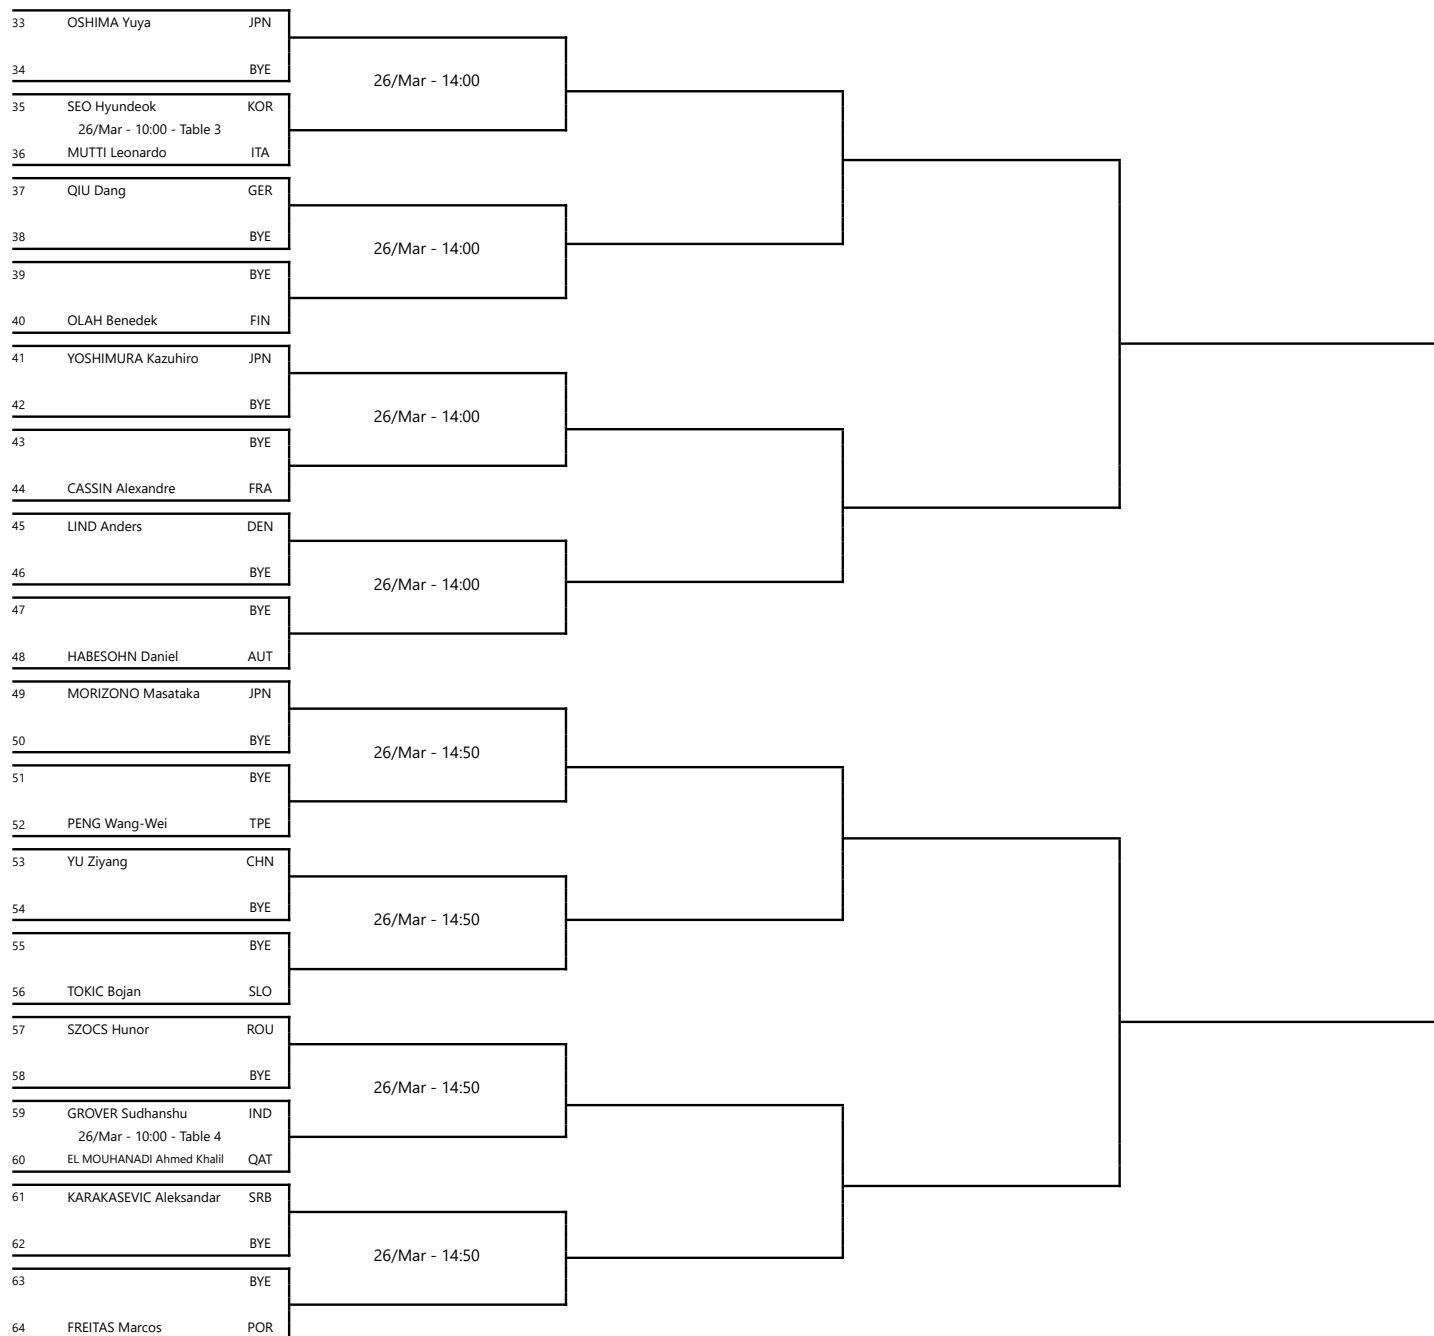 33 OSHIMA Yuya JPN
26/Mar - 14:00
34 BYE
35 SEO Hyundeok KOR
26/Mar - 10:00 - Table 3
36 MUTTI Leonardo ITA
37 QIU Dang GER
26/Mar - 14:00
38 BYE
39 BYE
40 OLAH Benedek FIN
41 YOSHIMURA Kazuhiro JPN
26/Mar - 14:00
42 BYE
43 BYE
44 CASSIN Alexandre FRA
45 LIND Anders DEN
26/Mar - 14:00
46 BYE
47 BYE
48 HABESOHN Daniel AUT
49 MORIZONO Masataka JPN
26/Mar - 14:50
50 BYE
51 BYE
52 PENG Wang-Wei TPE
53 YU Ziyang CHN
26/Mar - 14:50
54 BYE
55 BYE
56 TOKIC Bojan SLO
57 SZOCS Hunor ROU
26/Mar - 14:50
58 BYE
59 GROVER Sudhanshu IND
26/Mar - 10:00 - Table 4
60 EL MOUHANADI Ahmed Khalil QAT
61 KARAKASEVIC Aleksandar SRB
26/Mar - 14:50
62 BYE
63 BYE
64 FREITAS Marcos POR